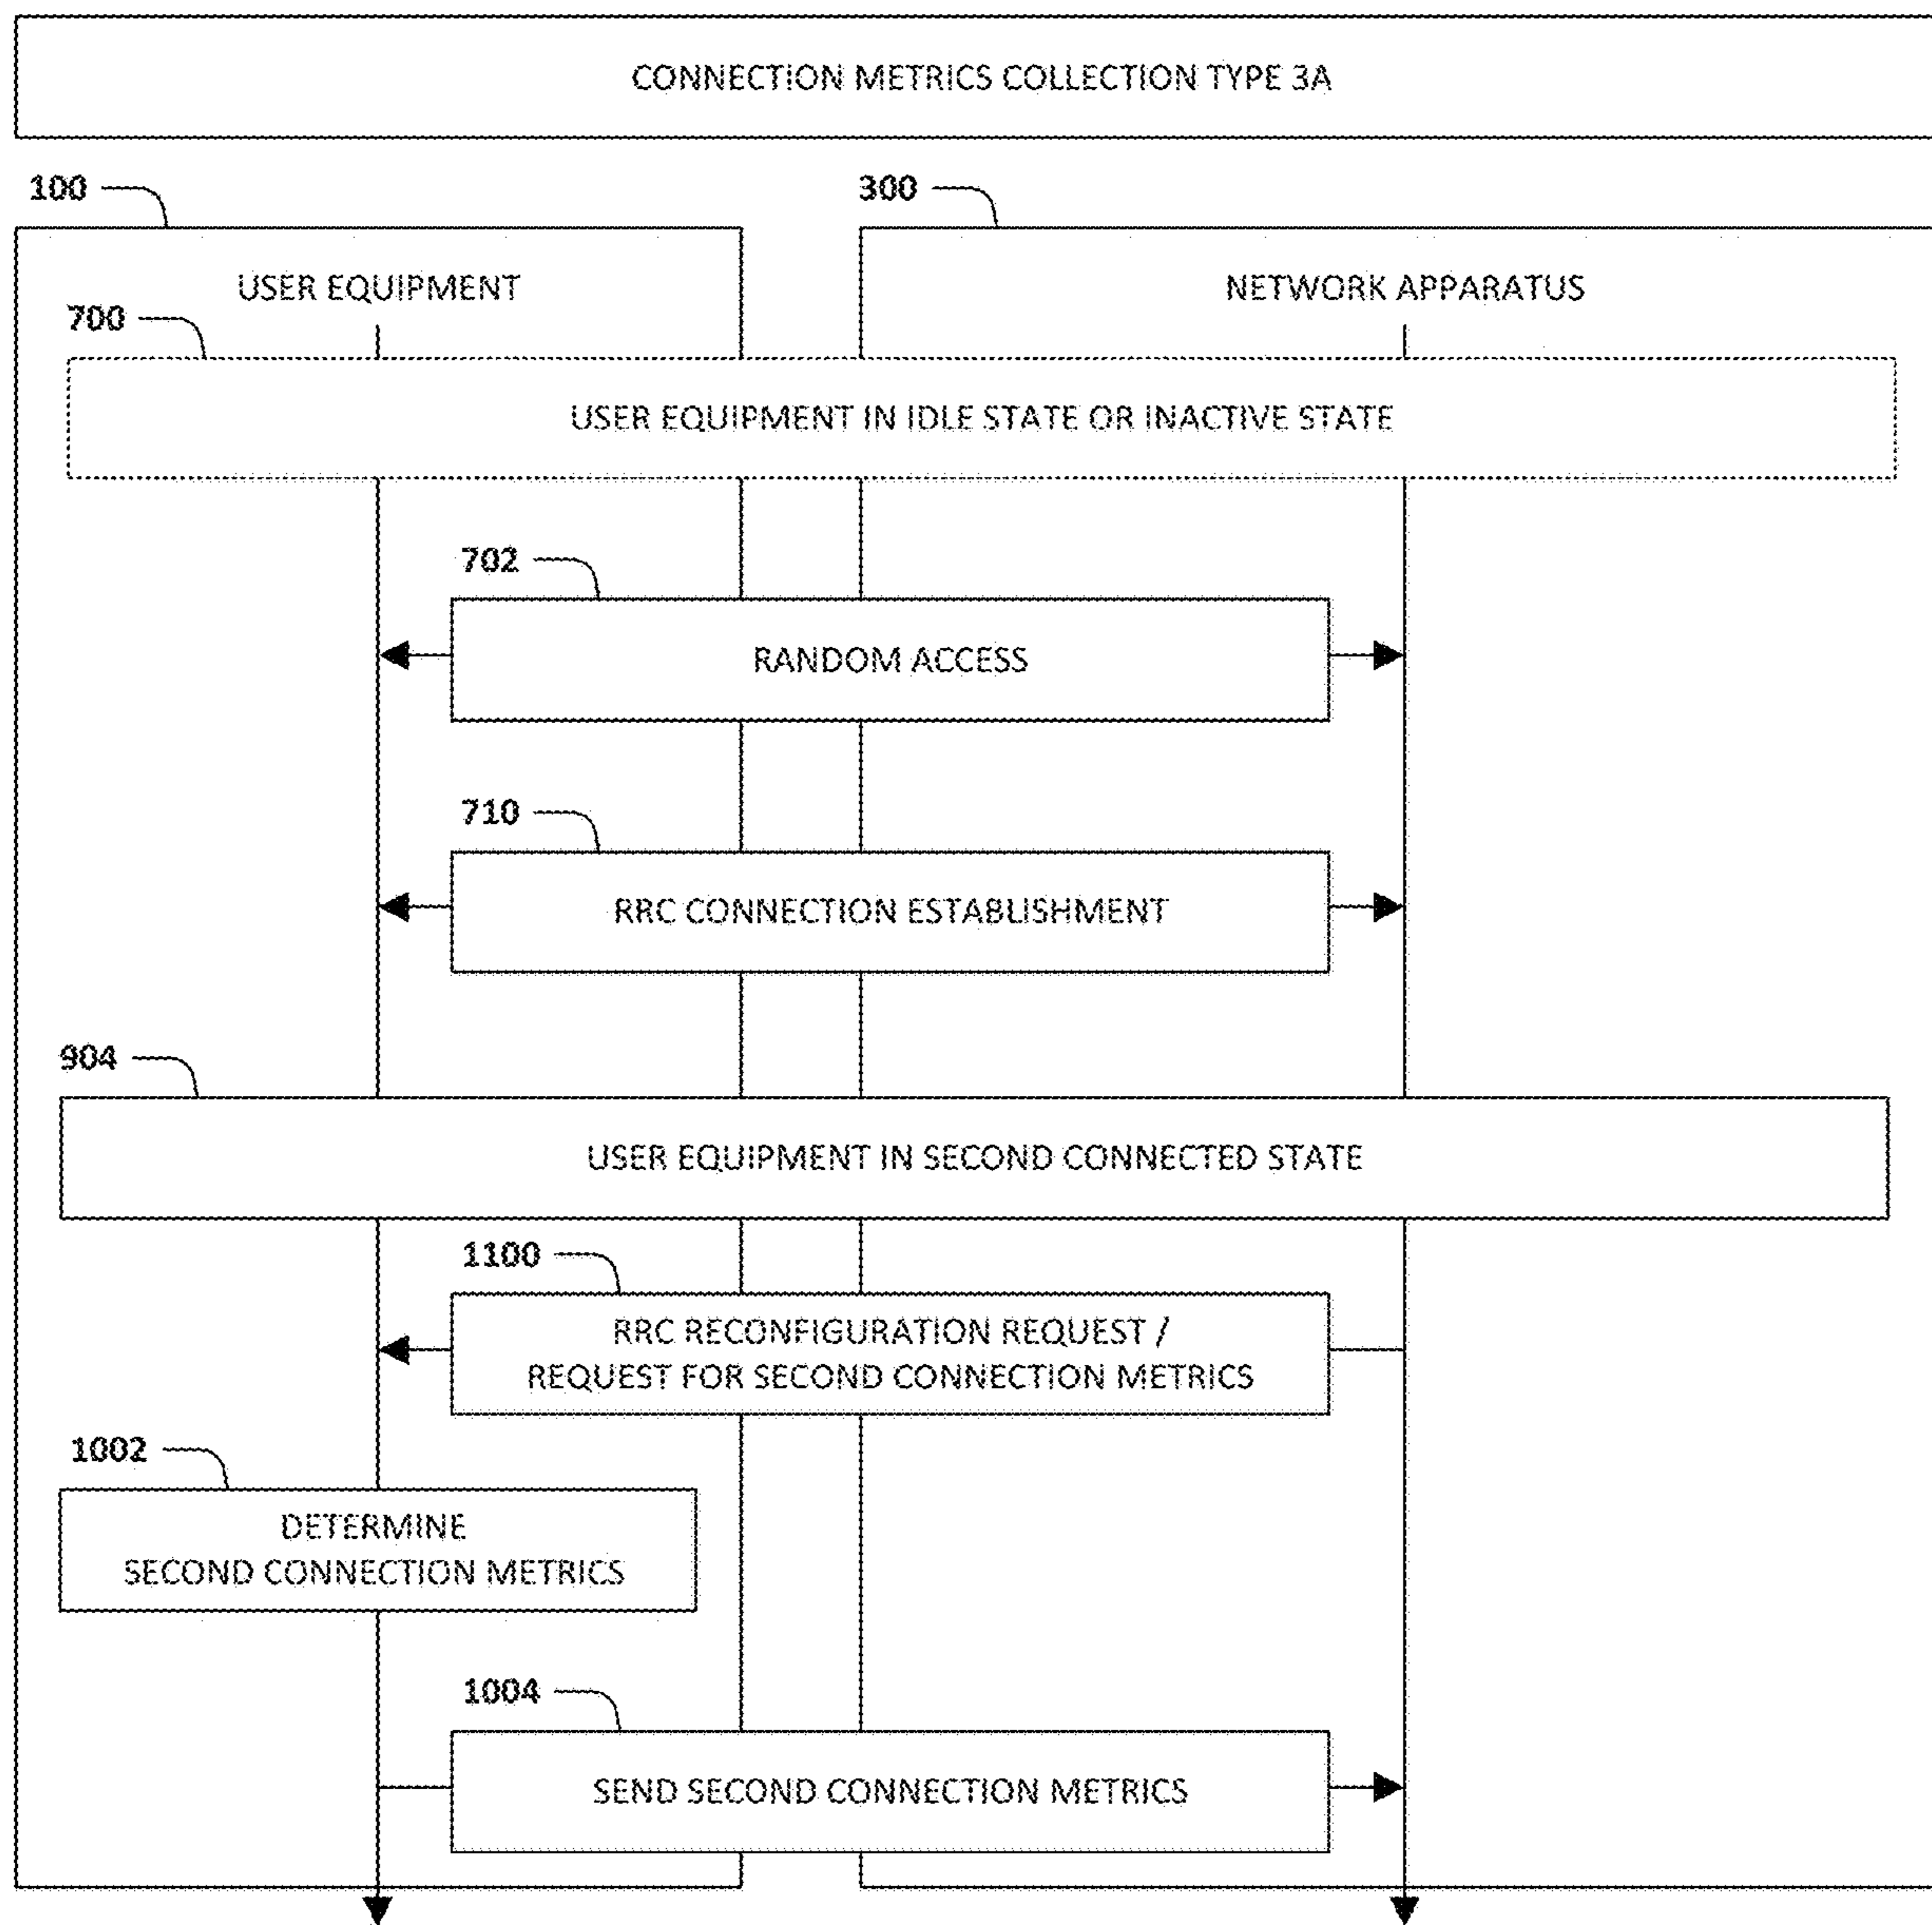 CONNECTION METRICS COLLECTION TYPE 3A
100
300
USER EQUIPMENT
NETWORK APPARATUS
700
USER EQUIPMENT IN IDLE STATE OR INACTIVE STATE
702
RANDOM ACCESS
710
RRC CONNECTION ESTABLISHMENT
904
USER EQUIPMENT IN SECOND CONNECTED STATE
1100
RRC RECONFIGURATION REQUEST /
REQUEST FOR SECOND CONNECTION METRICS
1002
DETERMINE
SECOND CONNECTION METRICS
1004
SEND SECOND CONNECTION METRICS